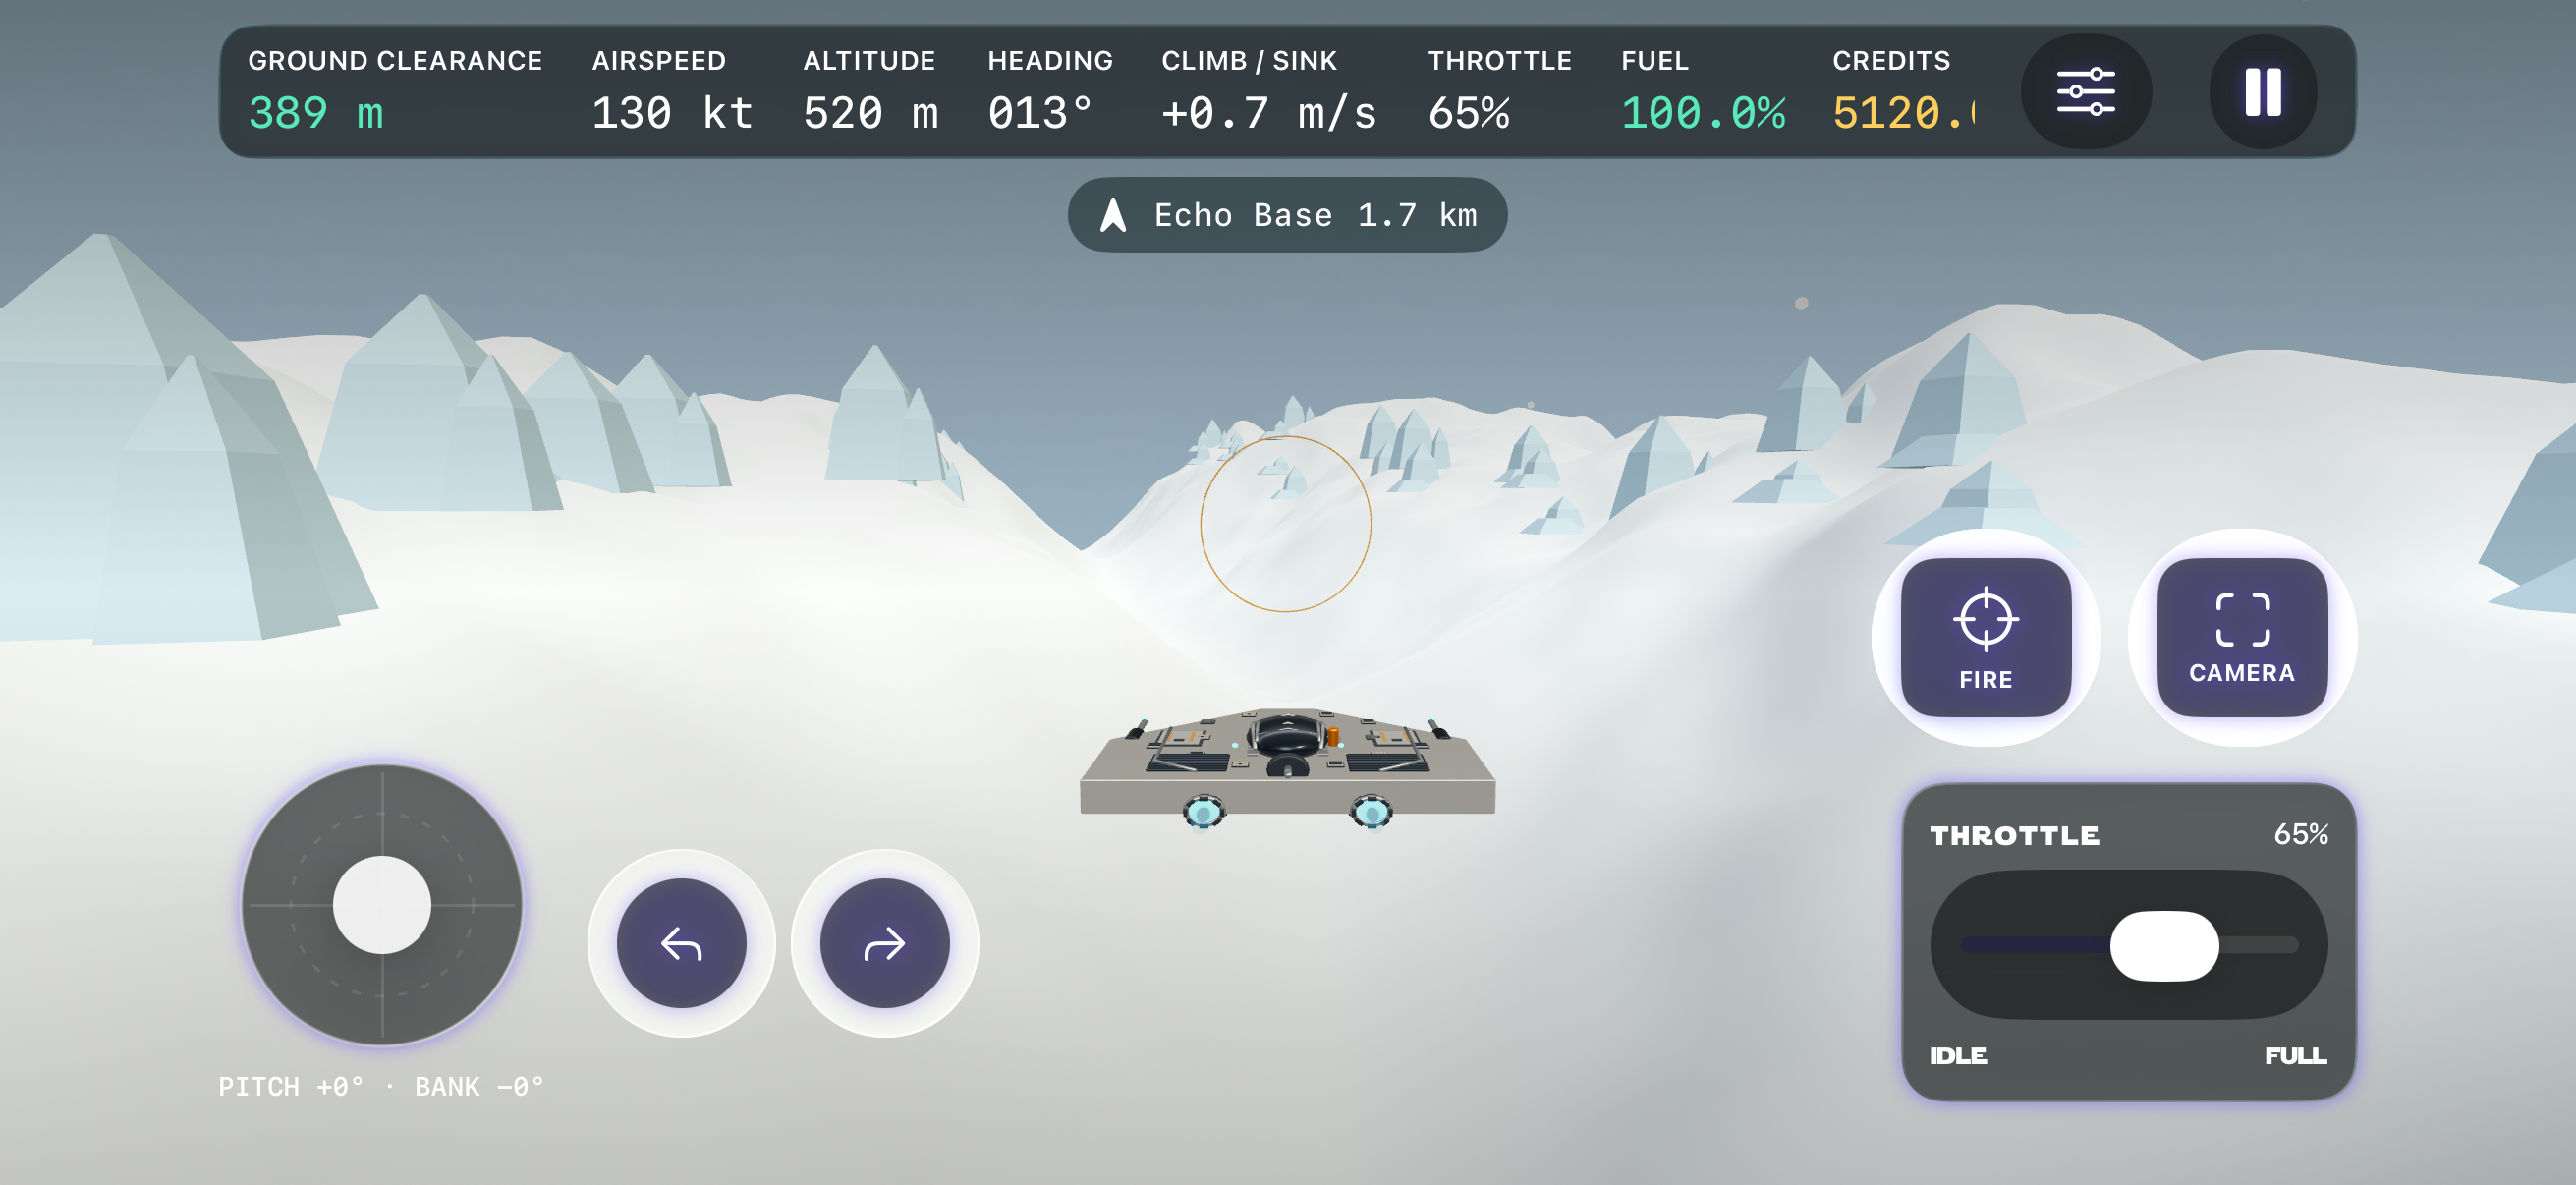 GROUND CLEARANCE AIRSPEED ALTITUDE HEADING CLIMB / SINK THROTTLE FUEL CREDITS
389 m 130 kt 520 m 013° +0.7 m/s 65% 100.0% 5120.
Echo Base 1.7 km
FIRE
CAMERA
THROTTLE 65%
IDLE FULL
PITCH +0° · BANK −0°